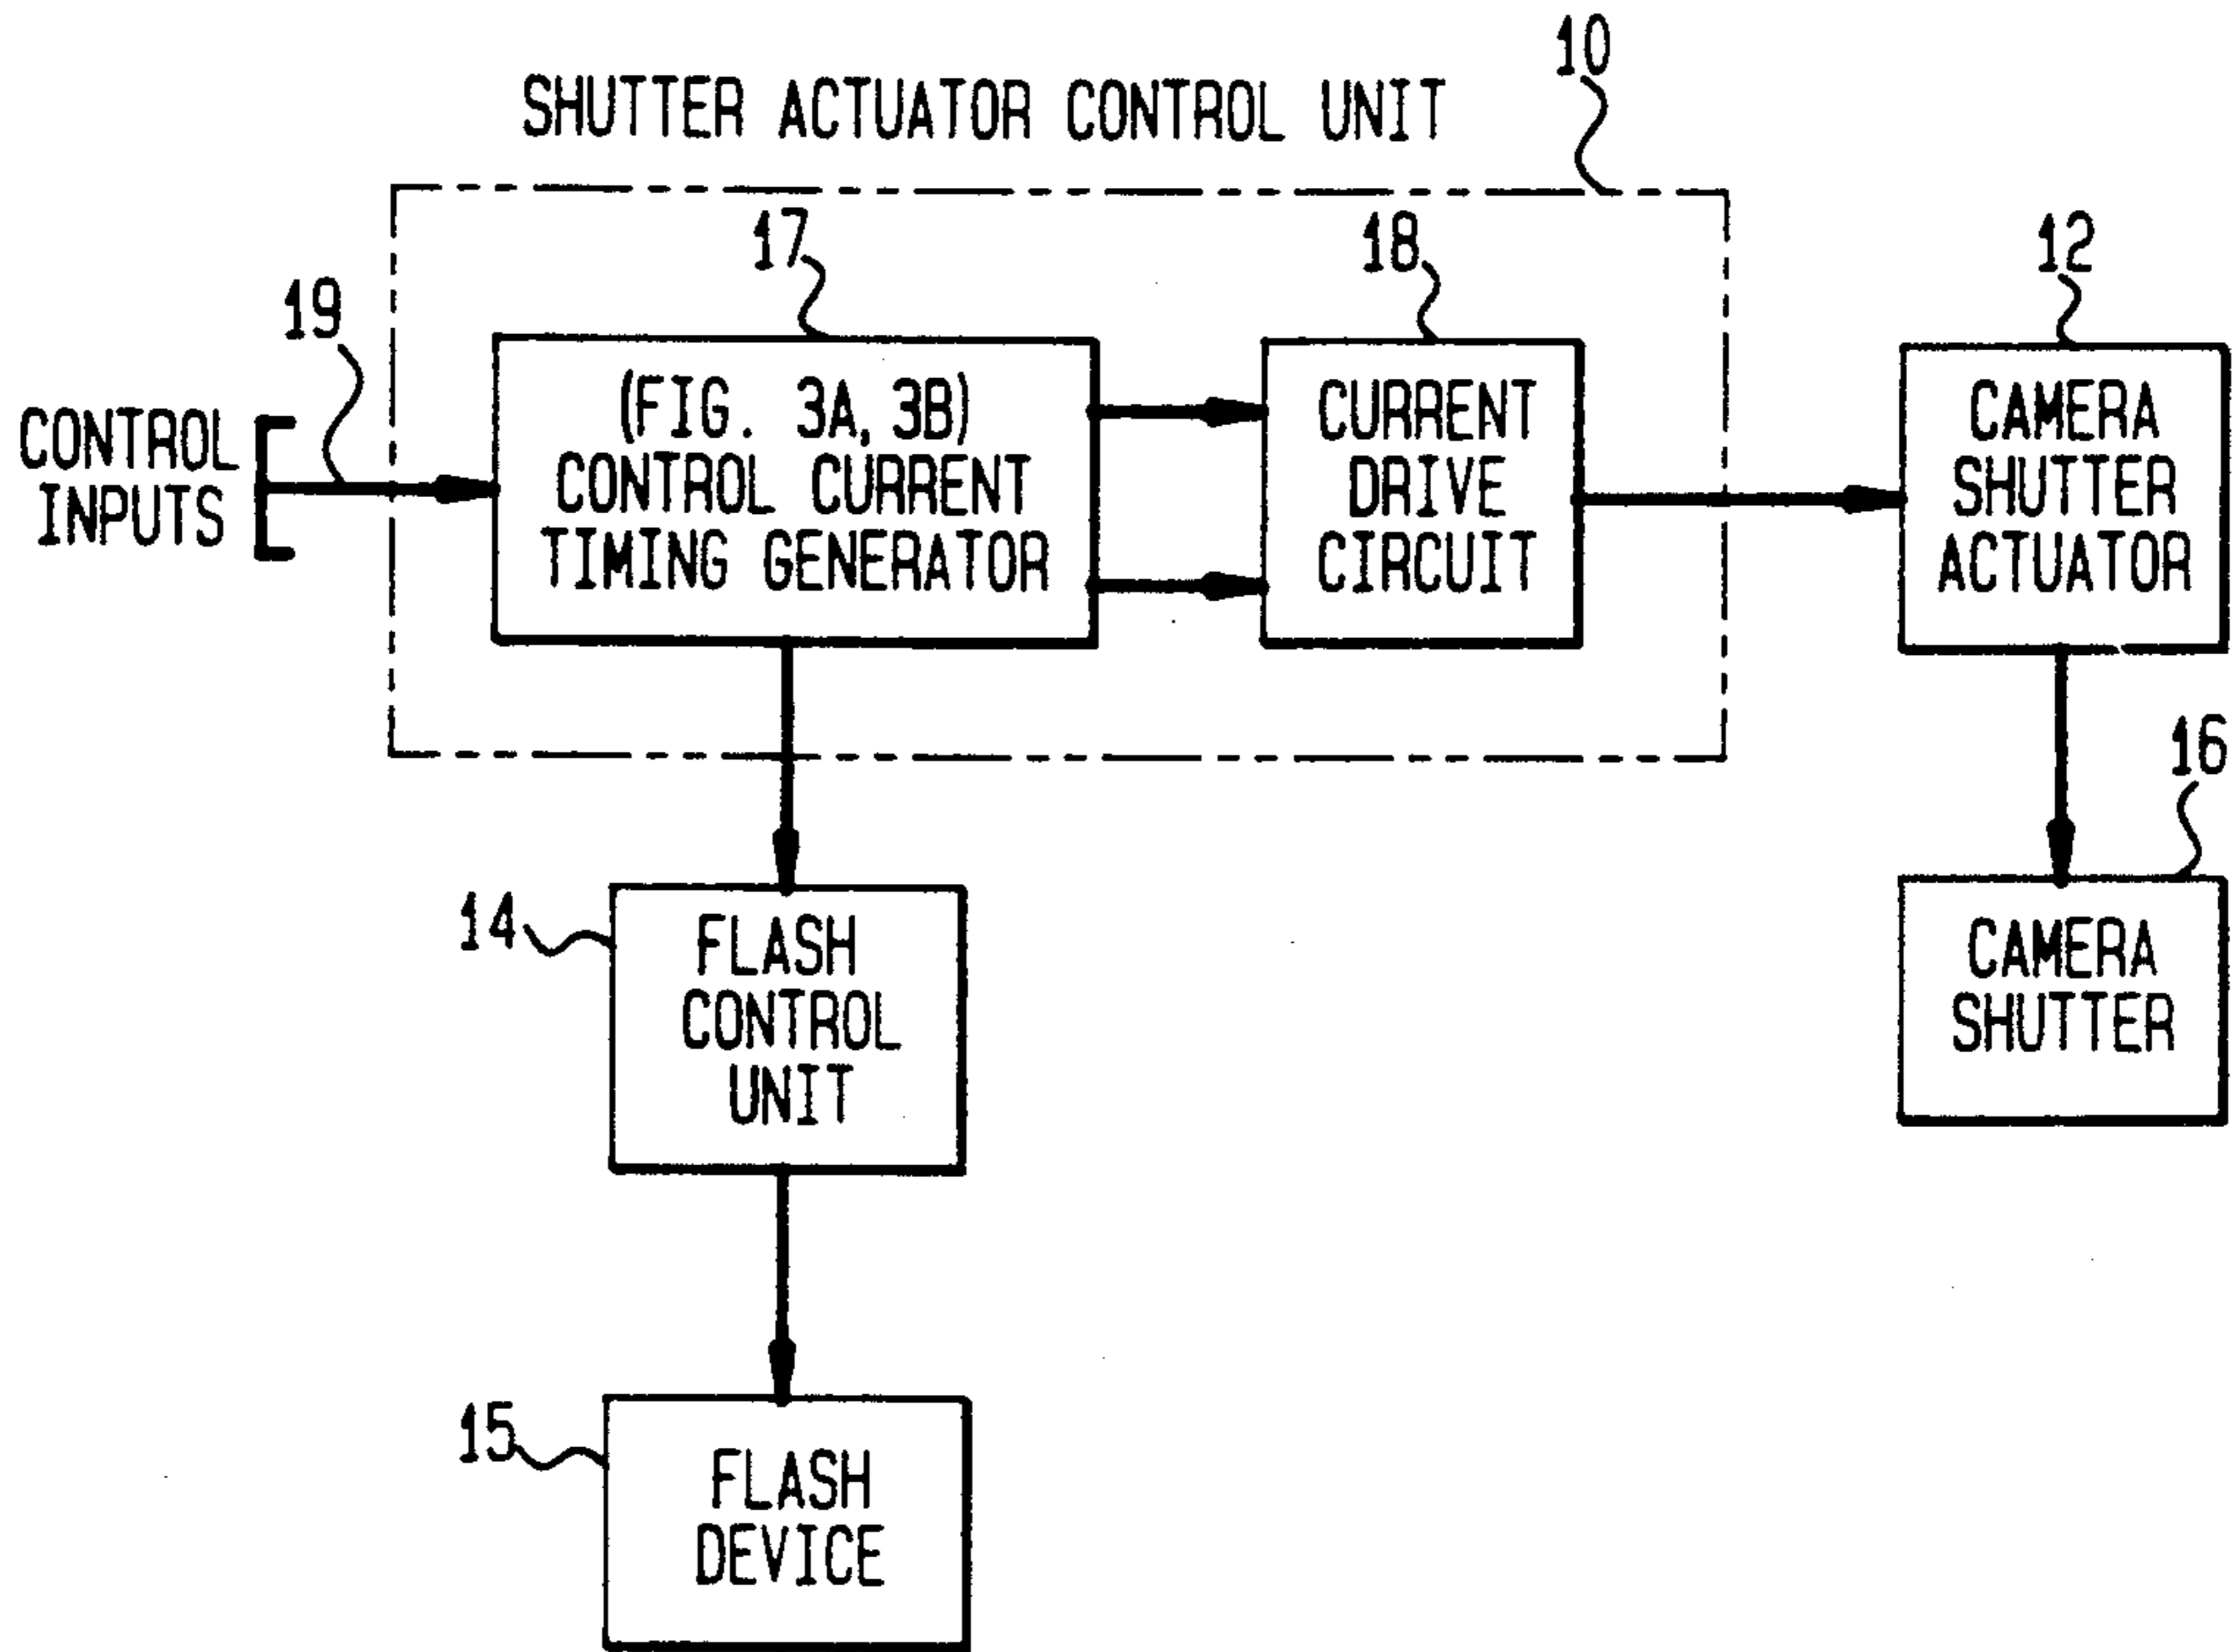 10
SHUTTER ACTUATOR CONTROL UNIT
17
18
12
19
CONTROL
INPUTS
(FIG. 3A, 3B)
CONTROL CURRENT
TIMING GENERATOR
CURRENT
DRIVE
CIRCUIT
CAMERA
SHUTTER
ACTUATOR
16
14
FLASH
CONTROL
UNIT
CAMERA
SHUTTER
15
FLASH
DEVICE